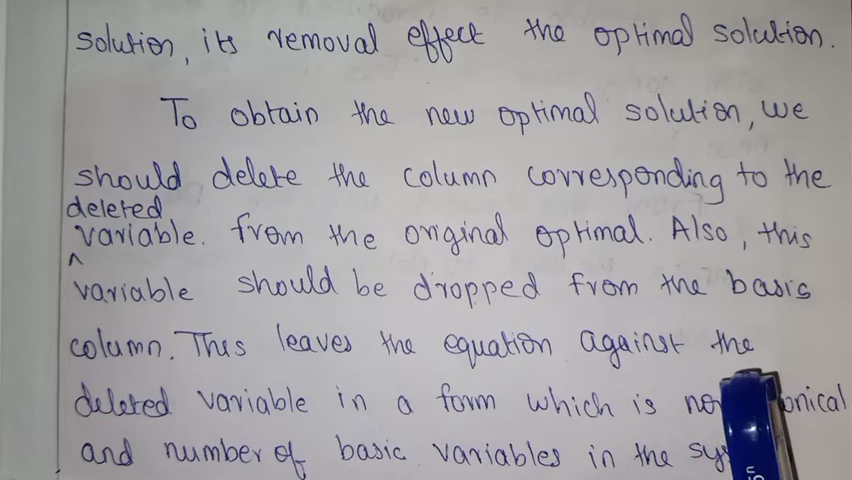 solution, its removal effect the optimal solution.
To obtain the new optimal solution, we
should delete the column corresponding to the
deleted
variable. from the original optimal. Also, this
variable should be dropped from the basis
column. This leaves the equation against the
deleted variable in a form which is
and number of basic variables in the